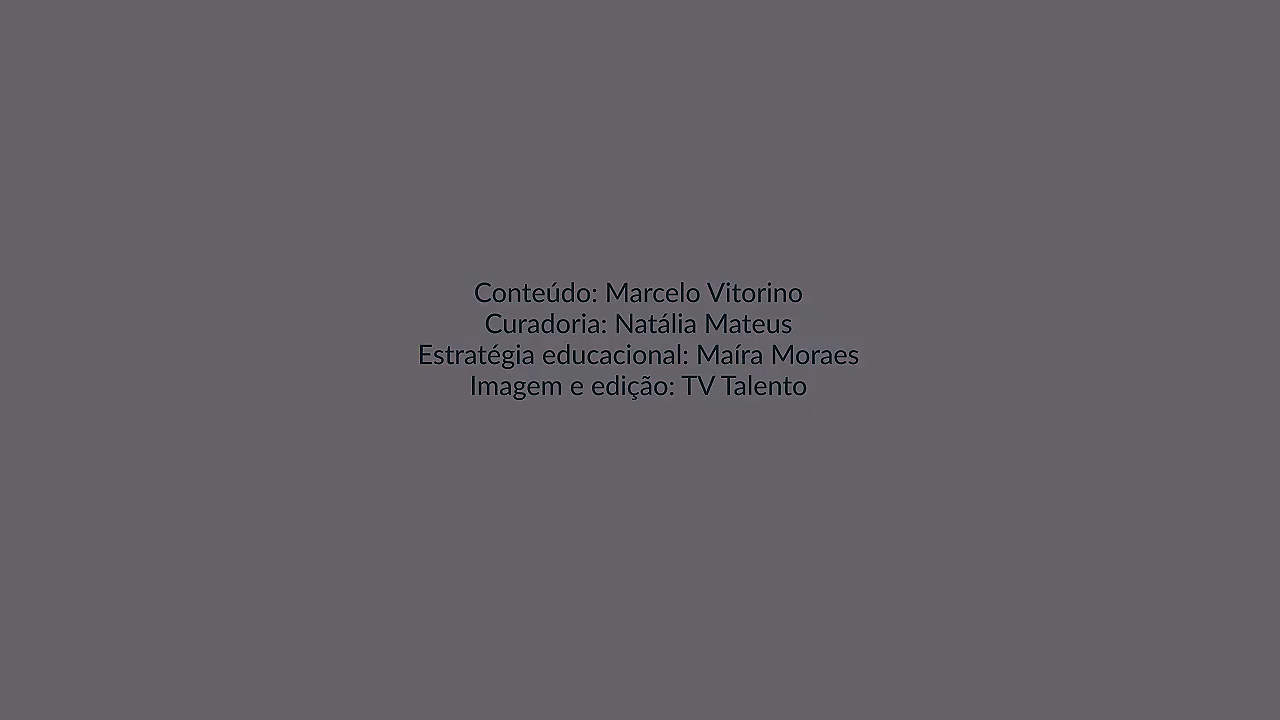 Conteúdo: Marcelo Vitorino
Curadoria: Natália Mateus
Estratégia educacional: Maíra Moraes
Imagem e edição: TV Talento